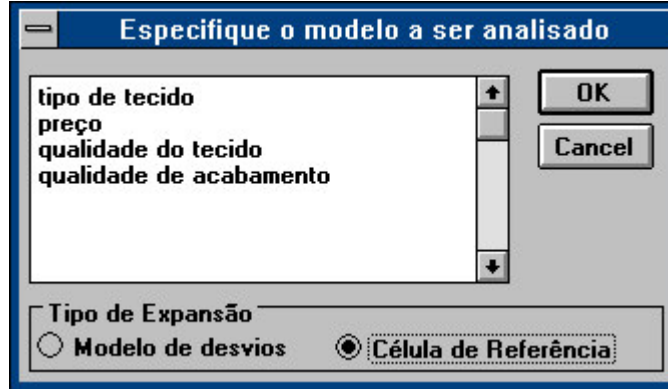 Especifique o modelo a ser analisado
tipo de tecido
preço
qualidade do tecido
qualidade de acabamento
OK
Cancel
Tipo de Expansão
Modelo de desvios
Célula de Referência